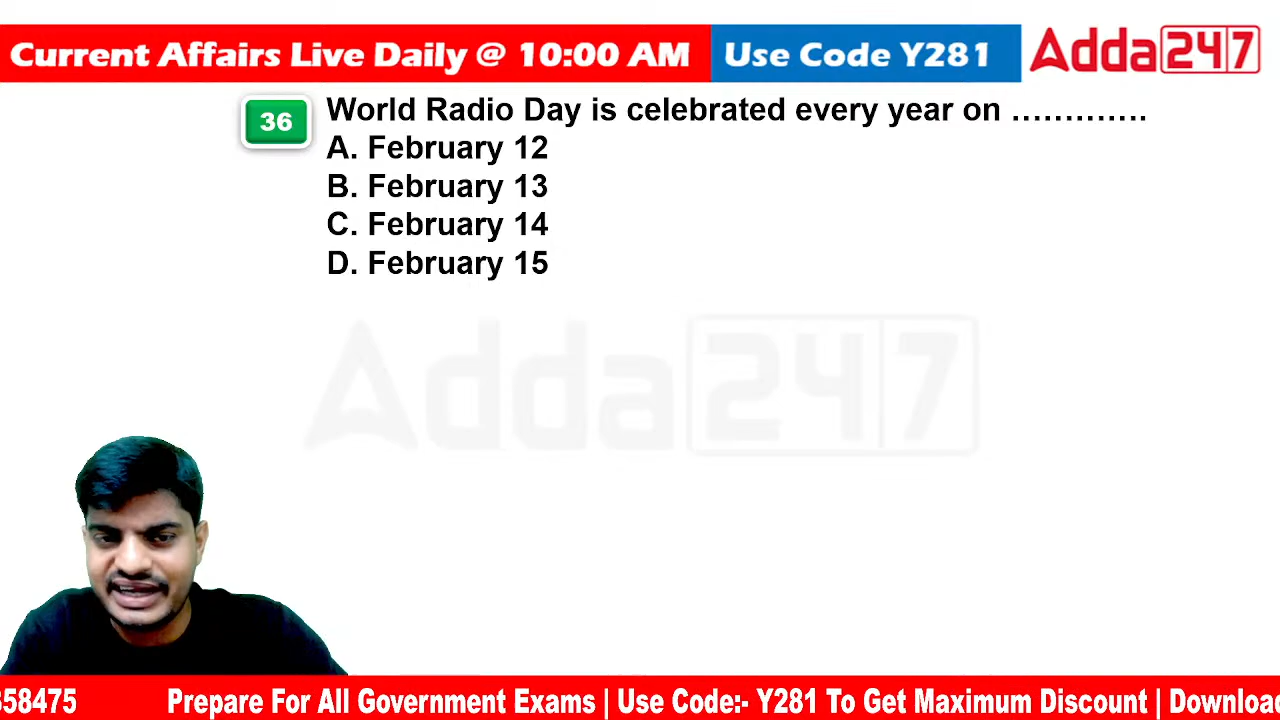 Current Affairs Live Daily @ 10:00 AM
Use Code Y281
Adda247
36
World Radio Day is celebrated every year on ………….
A. February 12
B. February 13
C. February 14
D. February 15
Adda247
358475 Prepare For All Government Exams | Use Code:- Y281 To Get Maximum Discount | Download